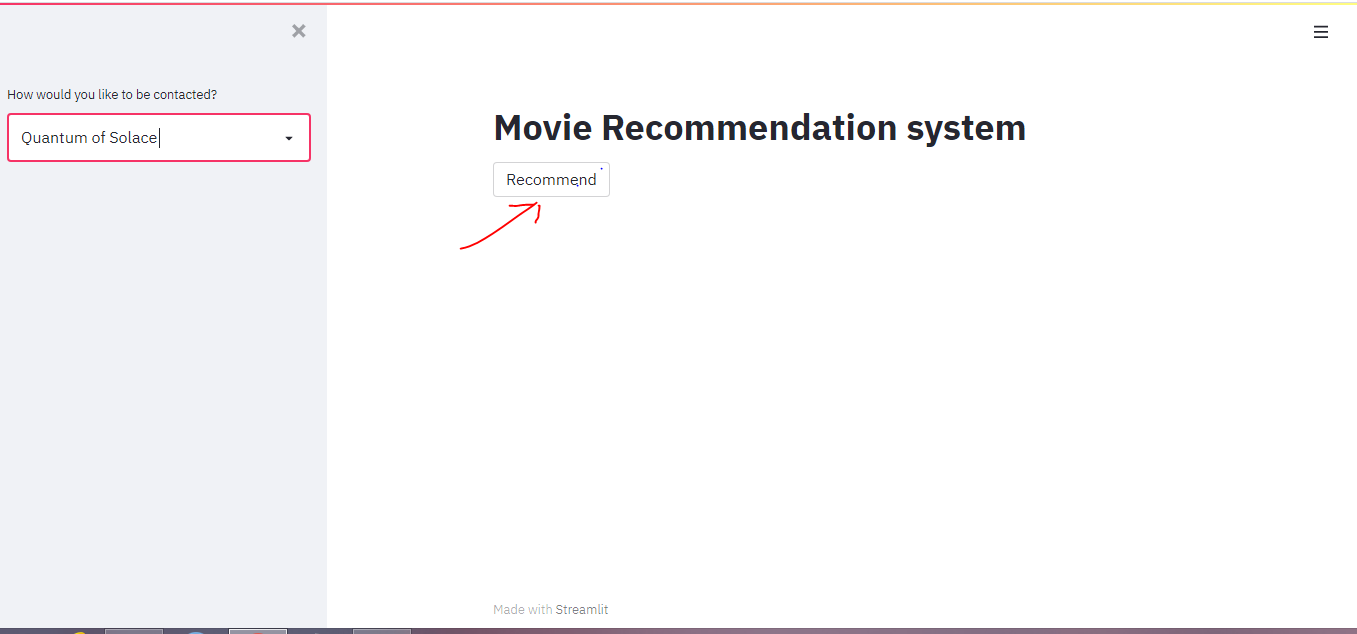 How would you like to be contacted?
Quantum of Solace
Movie Recommendation system
Recommend
Made with Streamlit